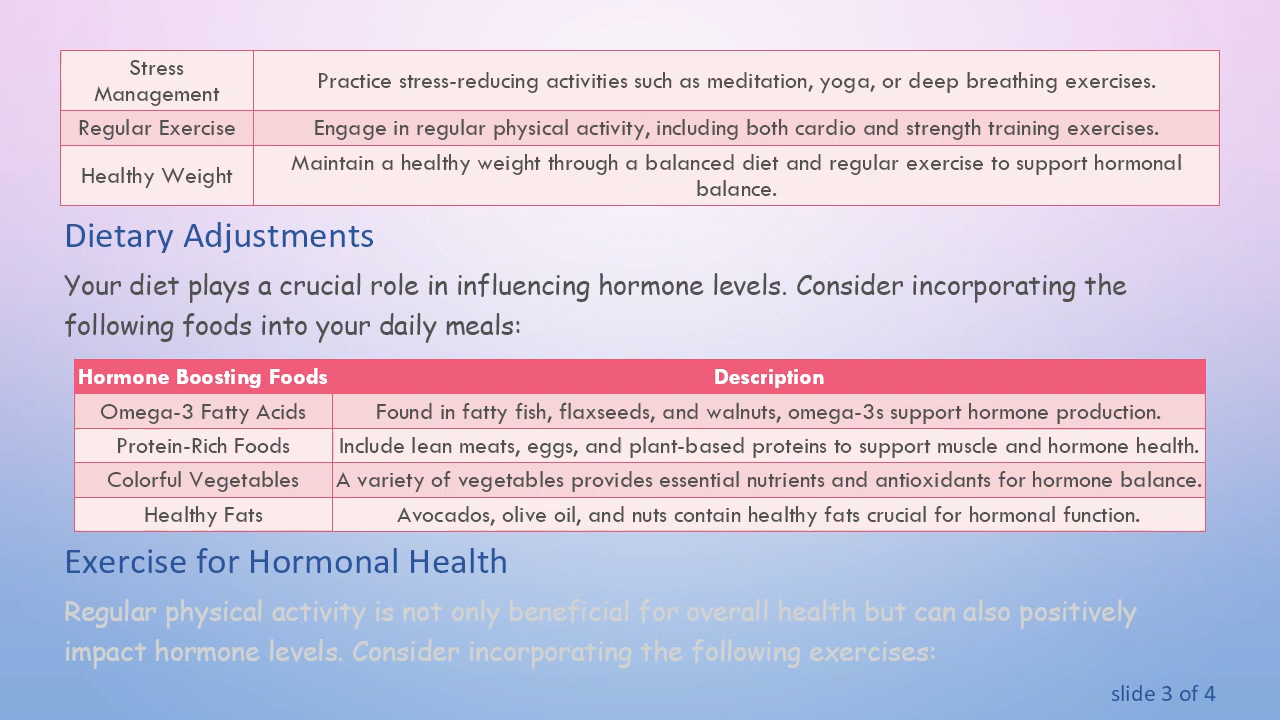 Stress
Management
Practice stress-reducing activities such as meditation, yoga, or deep breathing exercises.
Regular Exercise
Engage in regular physical activity, including both cardio and strength training exercises.
Healthy Weight
Maintain a healthy weight through a balanced diet and regular exercise to support hormonal
balance.
Dietary Adjustments
Your diet plays a crucial role in influencing hormone levels. Consider incorporating the
following foods into your daily meals:
Hormone Boosting Foods
Description
Omega-3 Fatty Acids
Found in fatty fish, flaxseeds, and walnuts, omega-3s support hormone production.
Protein-Rich Foods
Include lean meats, eggs, and plant-based proteins to support muscle and hormone health.
Colorful Vegetables
A variety of vegetables provides essential nutrients and antioxidants for hormone balance.
Healthy Fats
Avocados, olive oil, and nuts contain healthy fats crucial for hormonal function.
Exercise for Hormonal Health
Regular physical activity is not only beneficial for overall health but can also positively
impact hormone levels. Consider incorporating the following exercises:
slide 3 of 4